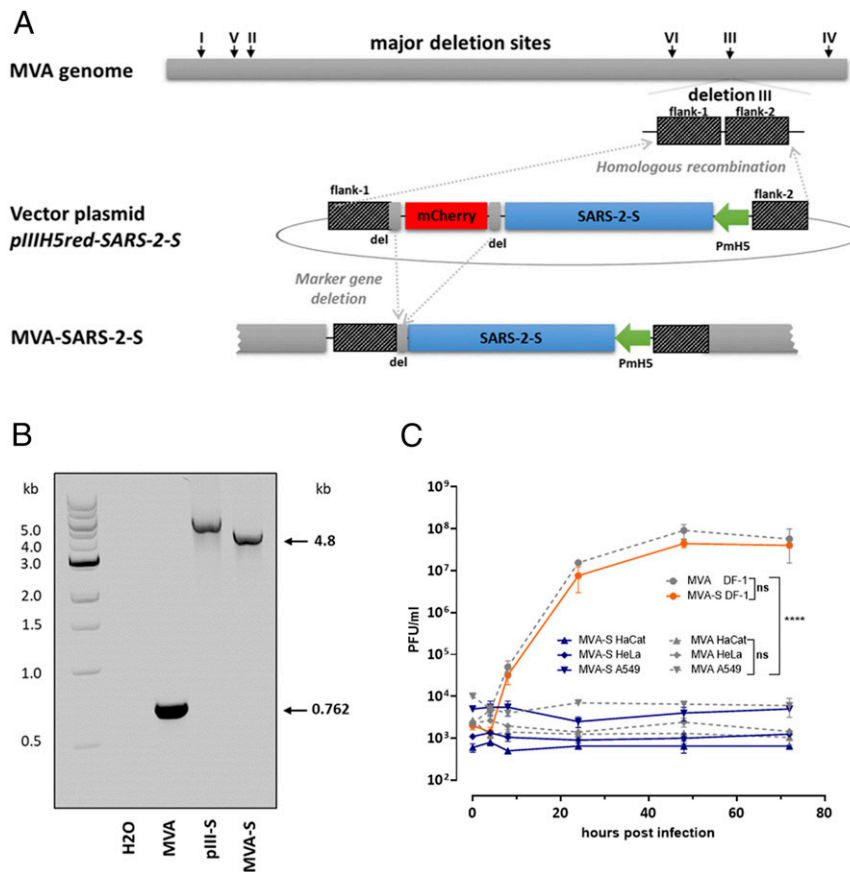 A
I V II major deletion sites VI III IV
MVA genome
deletion III
flank-1 flank-2
Homologous recombination
flank-1 flank-2
Vector plasmid
pIIIH5red-SARS-2-S
mCherry SARS-2-S
del del PmH5
Marker gene
deletion
MVA-SARS-2-S
SARS-2-S
del PmH5
B
kb kb
5.0
4.0
3.0
2.0
1.5
1.0
0.5
4.8
0.762
H2O
MVA
pIII-S
MVA-S
C
PFU/ml
10⁹
10⁸
10⁷
10⁶
10⁵
10⁴
10³
10²
MVA DF-1
MVA-S DF-1
ns
MVA-S HaCat
MVA-S HeLa
MVA-S A549
MVA HaCat
MVA HeLa
MVA A549
ns
****
0 20 40 60 80
hours post infection